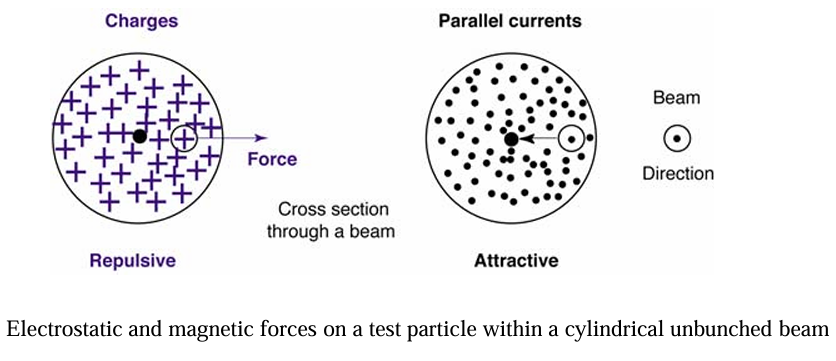 Charges
Parallel currents
Beam
Direction
Force
Cross section
through a beam
Repulsive
Attractive
Electrostatic and magnetic forces on a test particle within a cylindrical unbunched beam